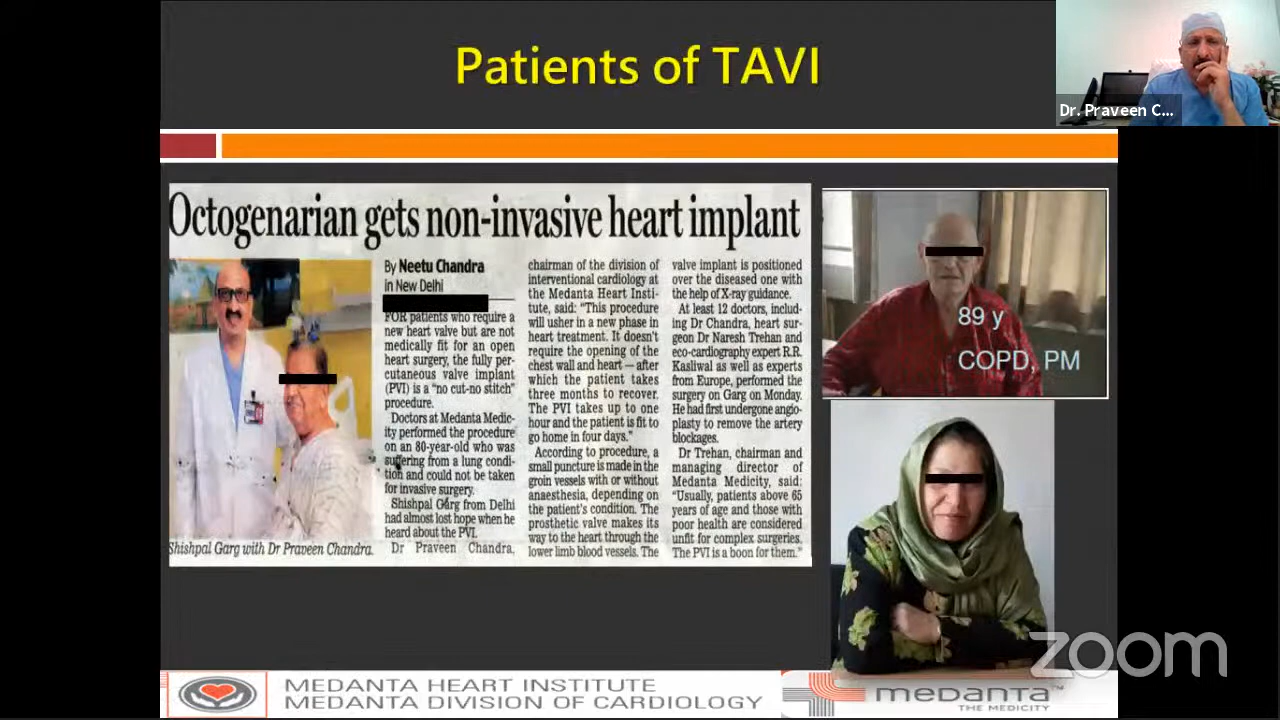 Patients of TAVI
Dr. Praveen C...
Octogenarian gets non-invasive heart implant
By Neetu Chandra
in New Delhi
FOR patients who require a
new heart valve but are not
medically fit for an open
heart surgery, the fully per-
cutaneous valve implant
(PVI) is a “no cut-no stitch”
procedure.
Doctors at Medanta Medic-
ity performed the procedure
on an 80-year-old who was
suffering from a lung condi-
tion and could not be taken
for invasive surgery.
Shishpal Garg from Delhi
had almost lost hope when he
heard about the PVI.
Dr Praveen Chandra,
chairman of the division of
interventional cardiology at
the Medanta Heart Insti-
tute, said: “This procedure
will usher in a new phase in
heart treatment. It doesn't
require the opening of the
chest wall and heart — after
which the patient takes
three months to recover.
The PVI takes up to one
hour and the patient is fit to
go home in four days.”
According to procedure, a
small puncture is made in the
groin vessels with or without
anaesthesia, depending on
the patient's condition. The
prosthetic valve makes its
way to the heart through the
lower limb blood vessels. The
valve implant is positioned
over the diseased one with
the help of X-ray guidance.
At least 12 doctors, includ-
ing Dr Chandra, heart sur-
geon Dr Naresh Trehan and
eco-cardiography expert R.R.
Kasliwal as well as experts
from Europe, performed the
surgery on Garg on Monday.
He had first undergone angio-
plasty to remove the artery
blockages.
Dr Trehan, chairman and
managing director of
Medanta Medicity, said:
“Usually, patients above 65
years of age and those with
poor health are considered
unfit for complex surgeries.
The PVI is a boon for them.”
Shishpal Garg with Dr Praveen Chandra.
89 y
COPD, PM
zoom
MEDANTA HEART INSTITUTE
MEDANTA DIVISION OF CARDIOLOGY
medanta™
THE MEDICITY